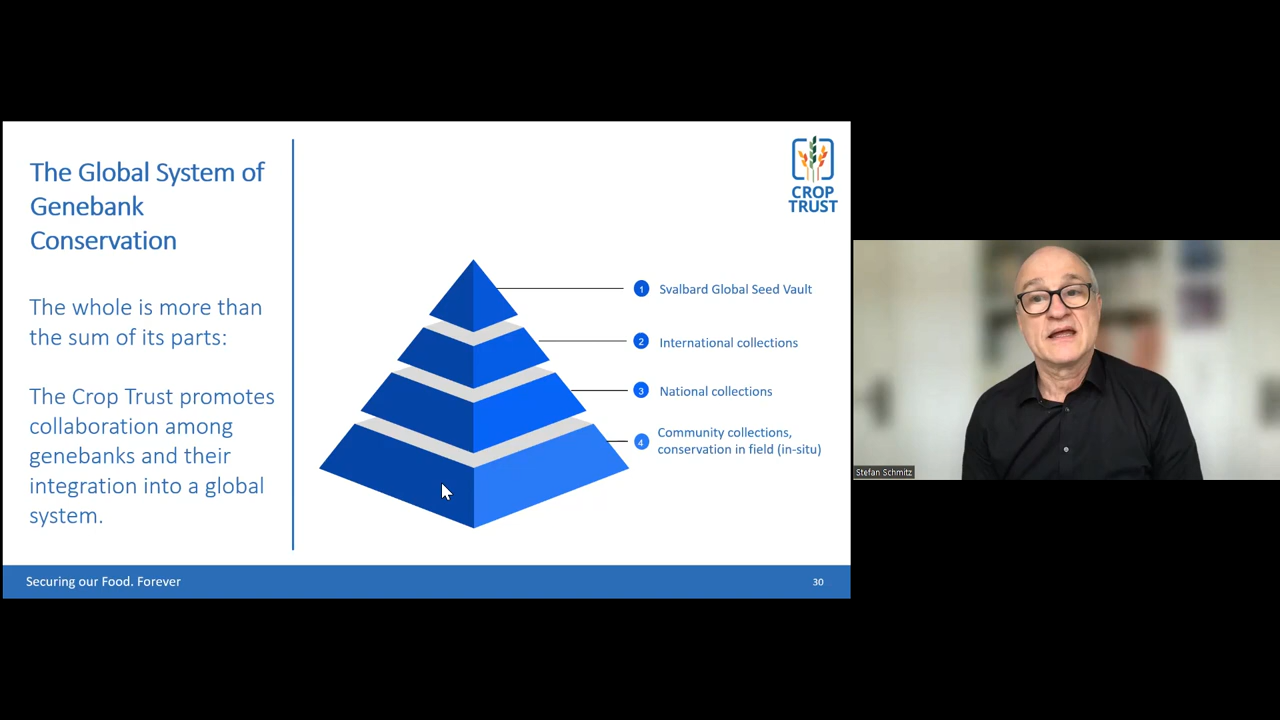 The Global System of
Genebank
Conservation
The whole is more than
the sum of its parts:
The Crop Trust promotes
collaboration among
genebanks and their
integration into a global
system.
CROP
TRUST
1 Svalbard Global Seed Vault
2 International collections
3 National collections
4 Community collections,
conservation in field (in-situ)
Securing our Food. Forever
30
Stefan Schmitz